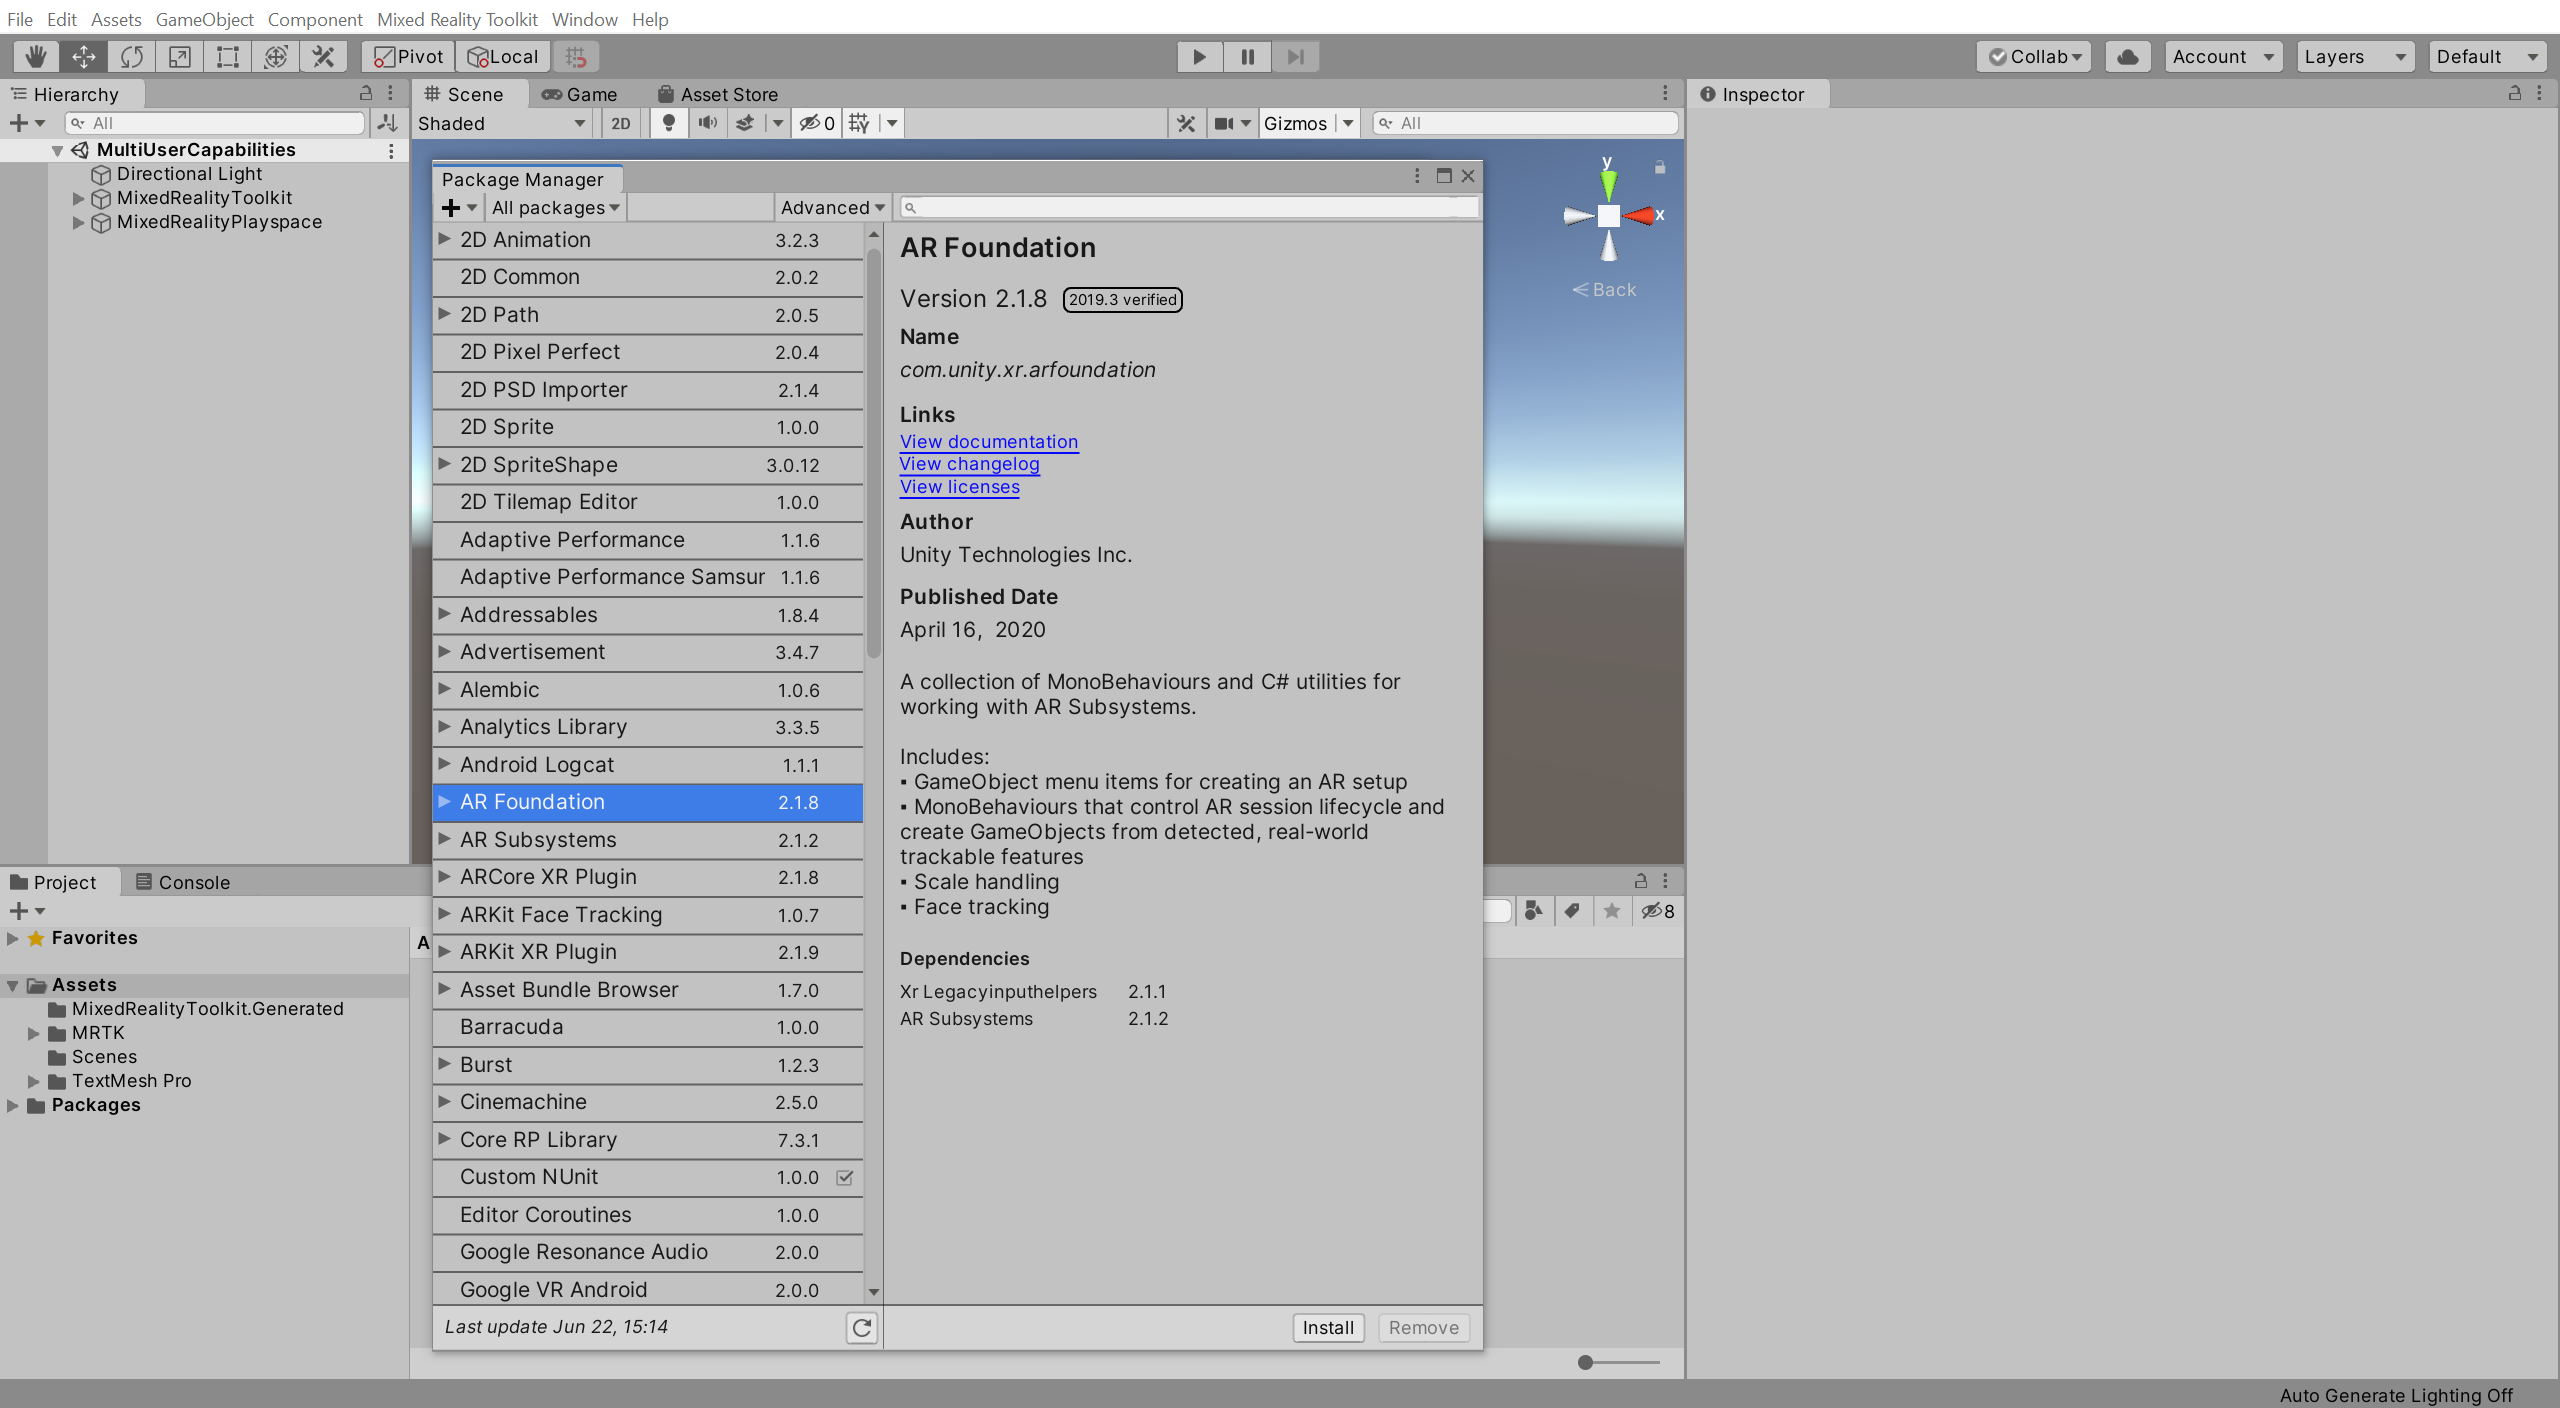 File Edit Assets GameObject Component Mixed Reality Toolkit Window Help
Pivot Local Collab Account Layers Default
Hierarchy
All
MultiUserCapabilities
Directional Light
MixedRealityToolkit
MixedRealityPlayspace
Scene Game Asset Store
Shaded 2D 0 Gizmos All
y
x
Back
Inspector
Package Manager
All packages Advanced
2D Animation 3.2.3
2D Common 2.0.2
2D Path 2.0.5
2D Pixel Perfect 2.0.4
2D PSD Importer 2.1.4
2D Sprite 1.0.0
2D SpriteShape 3.0.12
2D Tilemap Editor 1.0.0
Adaptive Performance 1.1.6
Adaptive Performance Samsur 1.1.6
Addressables 1.8.4
Advertisement 3.4.7
Alembic 1.0.6
Analytics Library 3.3.5
Android Logcat 1.1.1
AR Foundation 2.1.8
AR Subsystems 2.1.2
ARCore XR Plugin 2.1.8
ARKit Face Tracking 1.0.7
ARKit XR Plugin 2.1.9
Asset Bundle Browser 1.7.0
Barracuda 1.0.0
Burst 1.2.3
Cinemachine 2.5.0
Core RP Library 7.3.1
Custom NUnit 1.0.0
Editor Coroutines 1.0.0
Google Resonance Audio 2.0.0
Google VR Android 2.0.0
Last update Jun 22, 15:14
AR Foundation
Version 2.1.8 2019.3 verified
Name
com.unity.xr.arfoundation
Links
View documentation
View changelog
View licenses
Author
Unity Technologies Inc.
Published Date
April 16, 2020
A collection of MonoBehaviours and C# utilities for
working with AR Subsystems.
Includes:
▪ GameObject menu items for creating an AR setup
▪ MonoBehaviours that control AR session lifecycle and
create GameObjects from detected, real-world
trackable features
▪ Scale handling
▪ Face tracking
Dependencies
Xr Legacyinputhelpers 2.1.1
AR Subsystems 2.1.2
Install Remove
Project Console
8
Favorites
A
Assets
MixedRealityToolkit.Generated
MRTK
Scenes
TextMesh Pro
Packages
Auto Generate Lighting Off